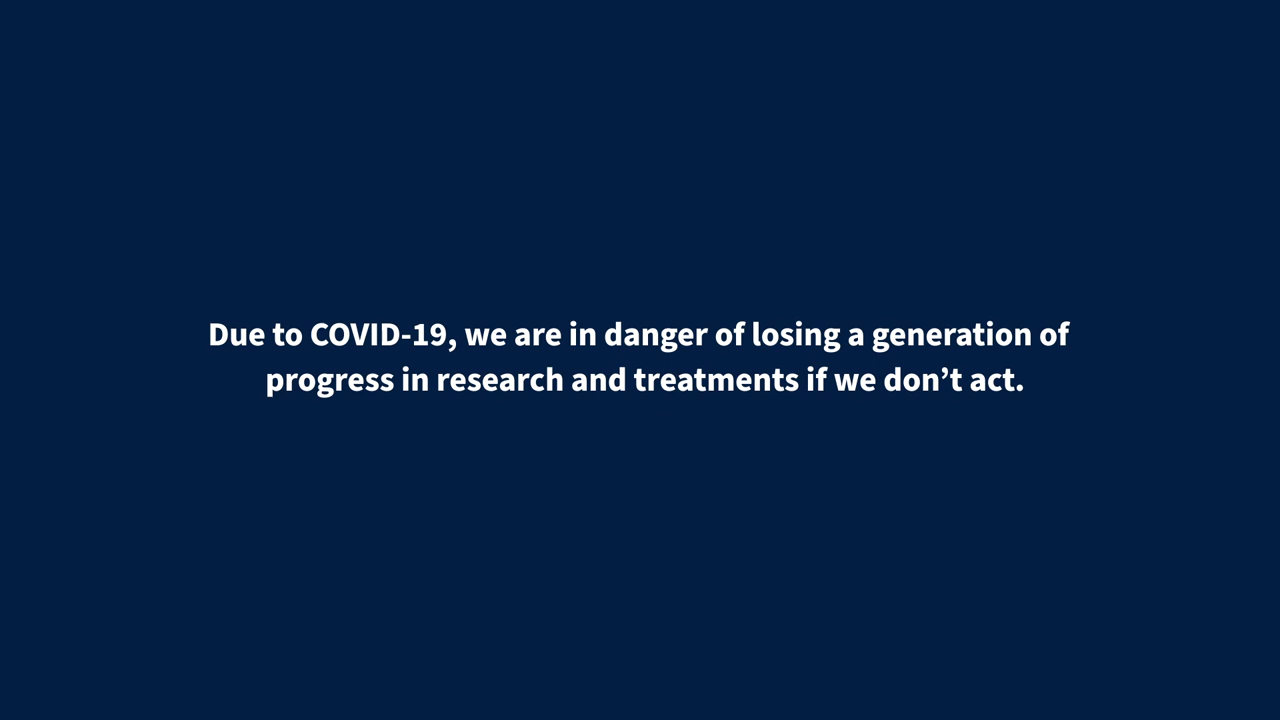 Due to COVID-19, we are in danger of losing a generation of
progress in research and treatments if we don’t act.